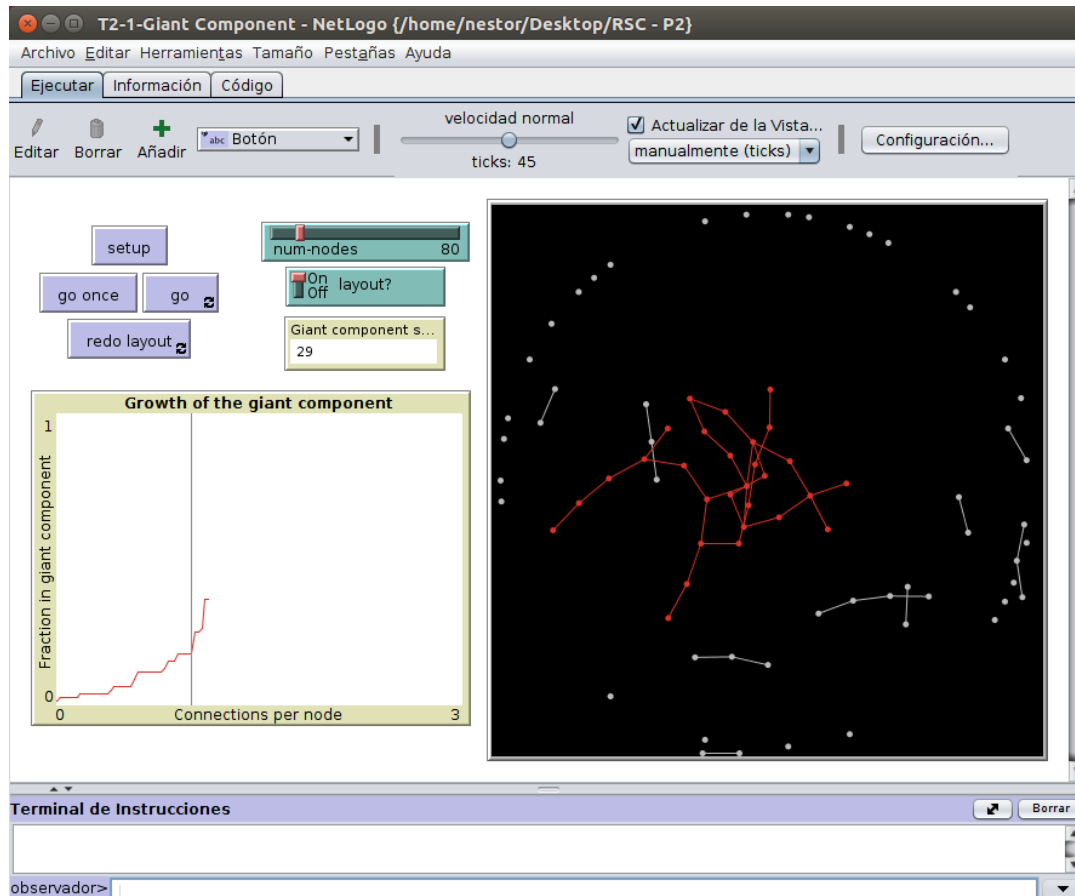 T2-1-Giant Component - NetLogo {/home/nestor/Desktop/RSC - P2}
Archivo Editar Herramientas Tamaño Pestañas Ayuda
Ejecutar Información Código
Editar Borrar Añadir abc Botón
velocidad normal
ticks: 45
Actualizar de la Vista...
manualmente (ticks)
Configuración...
setup
go once go
redo layout
num-nodes 80
On
Off
layout?
Giant component s...
29
Growth of the giant component
Fraction in giant component
1
0
0 Connections per node 3
Terminal de Instrucciones
Borrar
observador>